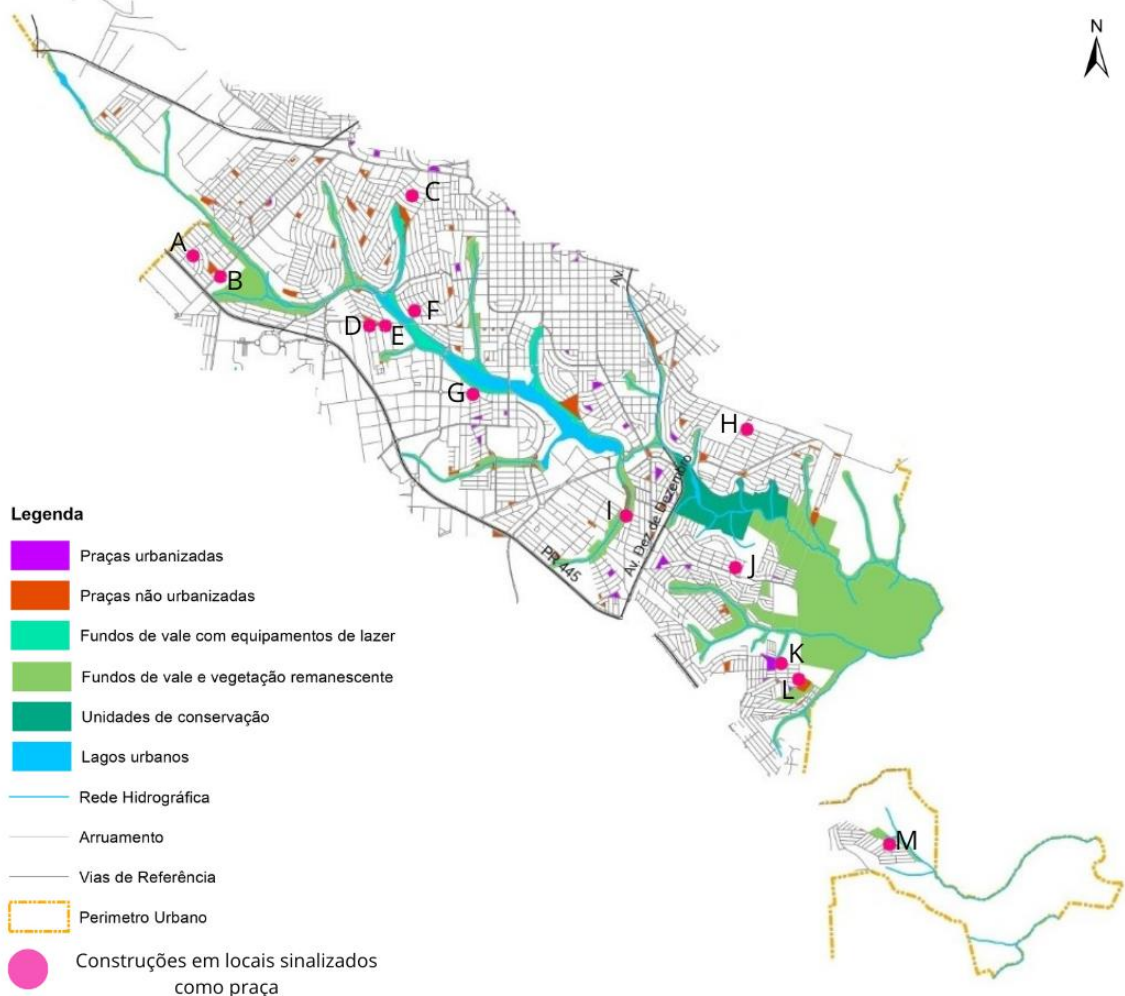 N
C
A
B
Av.
F
D
E
G
H
Av. Dez de Dezembro
I
PR 445
J
K
L
M
Legenda
Praças urbanizadas
Praças não urbanizadas
Fundos de vale com equipamentos de lazer
Fundos de vale e vegetação remanescente
Unidades de conservação
Lagos urbanos
Rede Hidrográfica
Arruamento
Vias de Referência
Perimetro Urbano
Construções em locais sinalizados
como praça